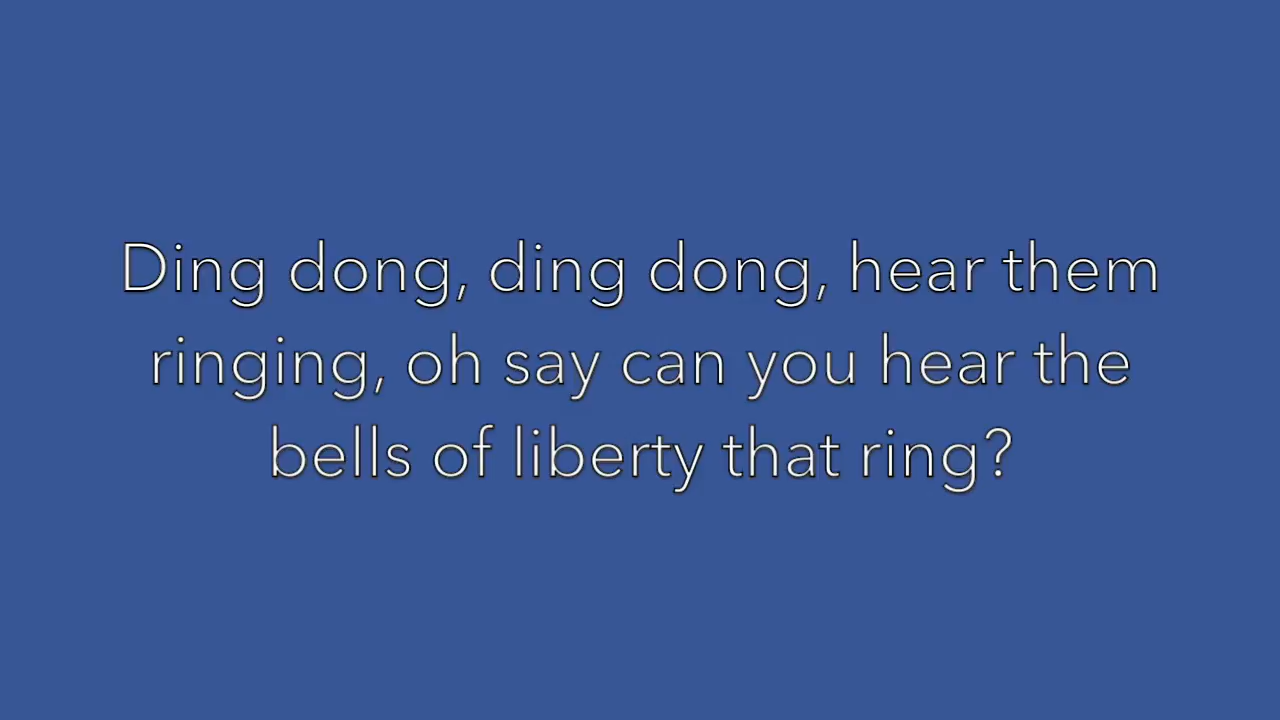 Ding dong, ding dong, hear them
ringing, oh say can you hear the
bells of liberty that ring?